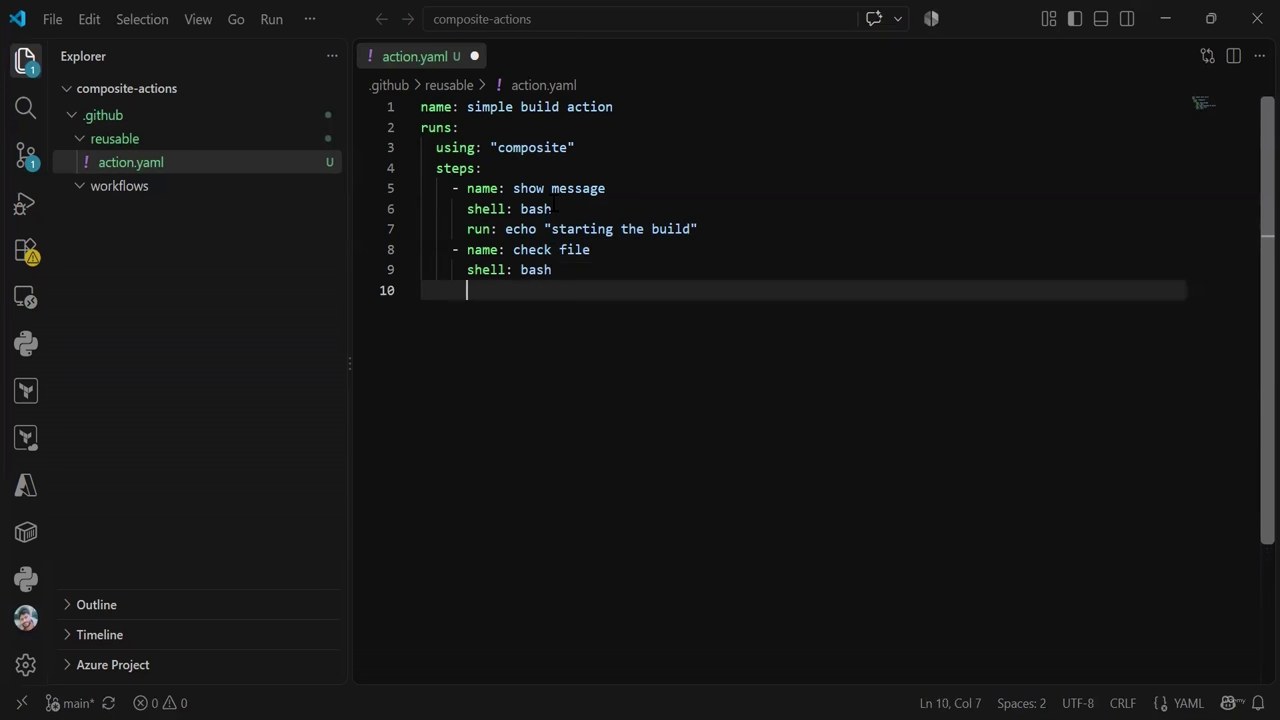 File Edit Selection View Go Run ···
composite-actions
Explorer
composite-actions
.github
reusable
! action.yaml U
workflows
Outline
Timeline
Azure Project
! action.yaml U
.github > reusable > ! action.yaml
1 name: simple build action
2 runs:
3 using: "composite"
4 steps:
5 - name: show message
6 shell: bash
7 run: echo "starting the build"
8 - name: check file
9 shell: bash
10
1
1
main* 0 0
Ln 10, Col 7 Spaces: 2 UTF-8 CRLF {} YAML